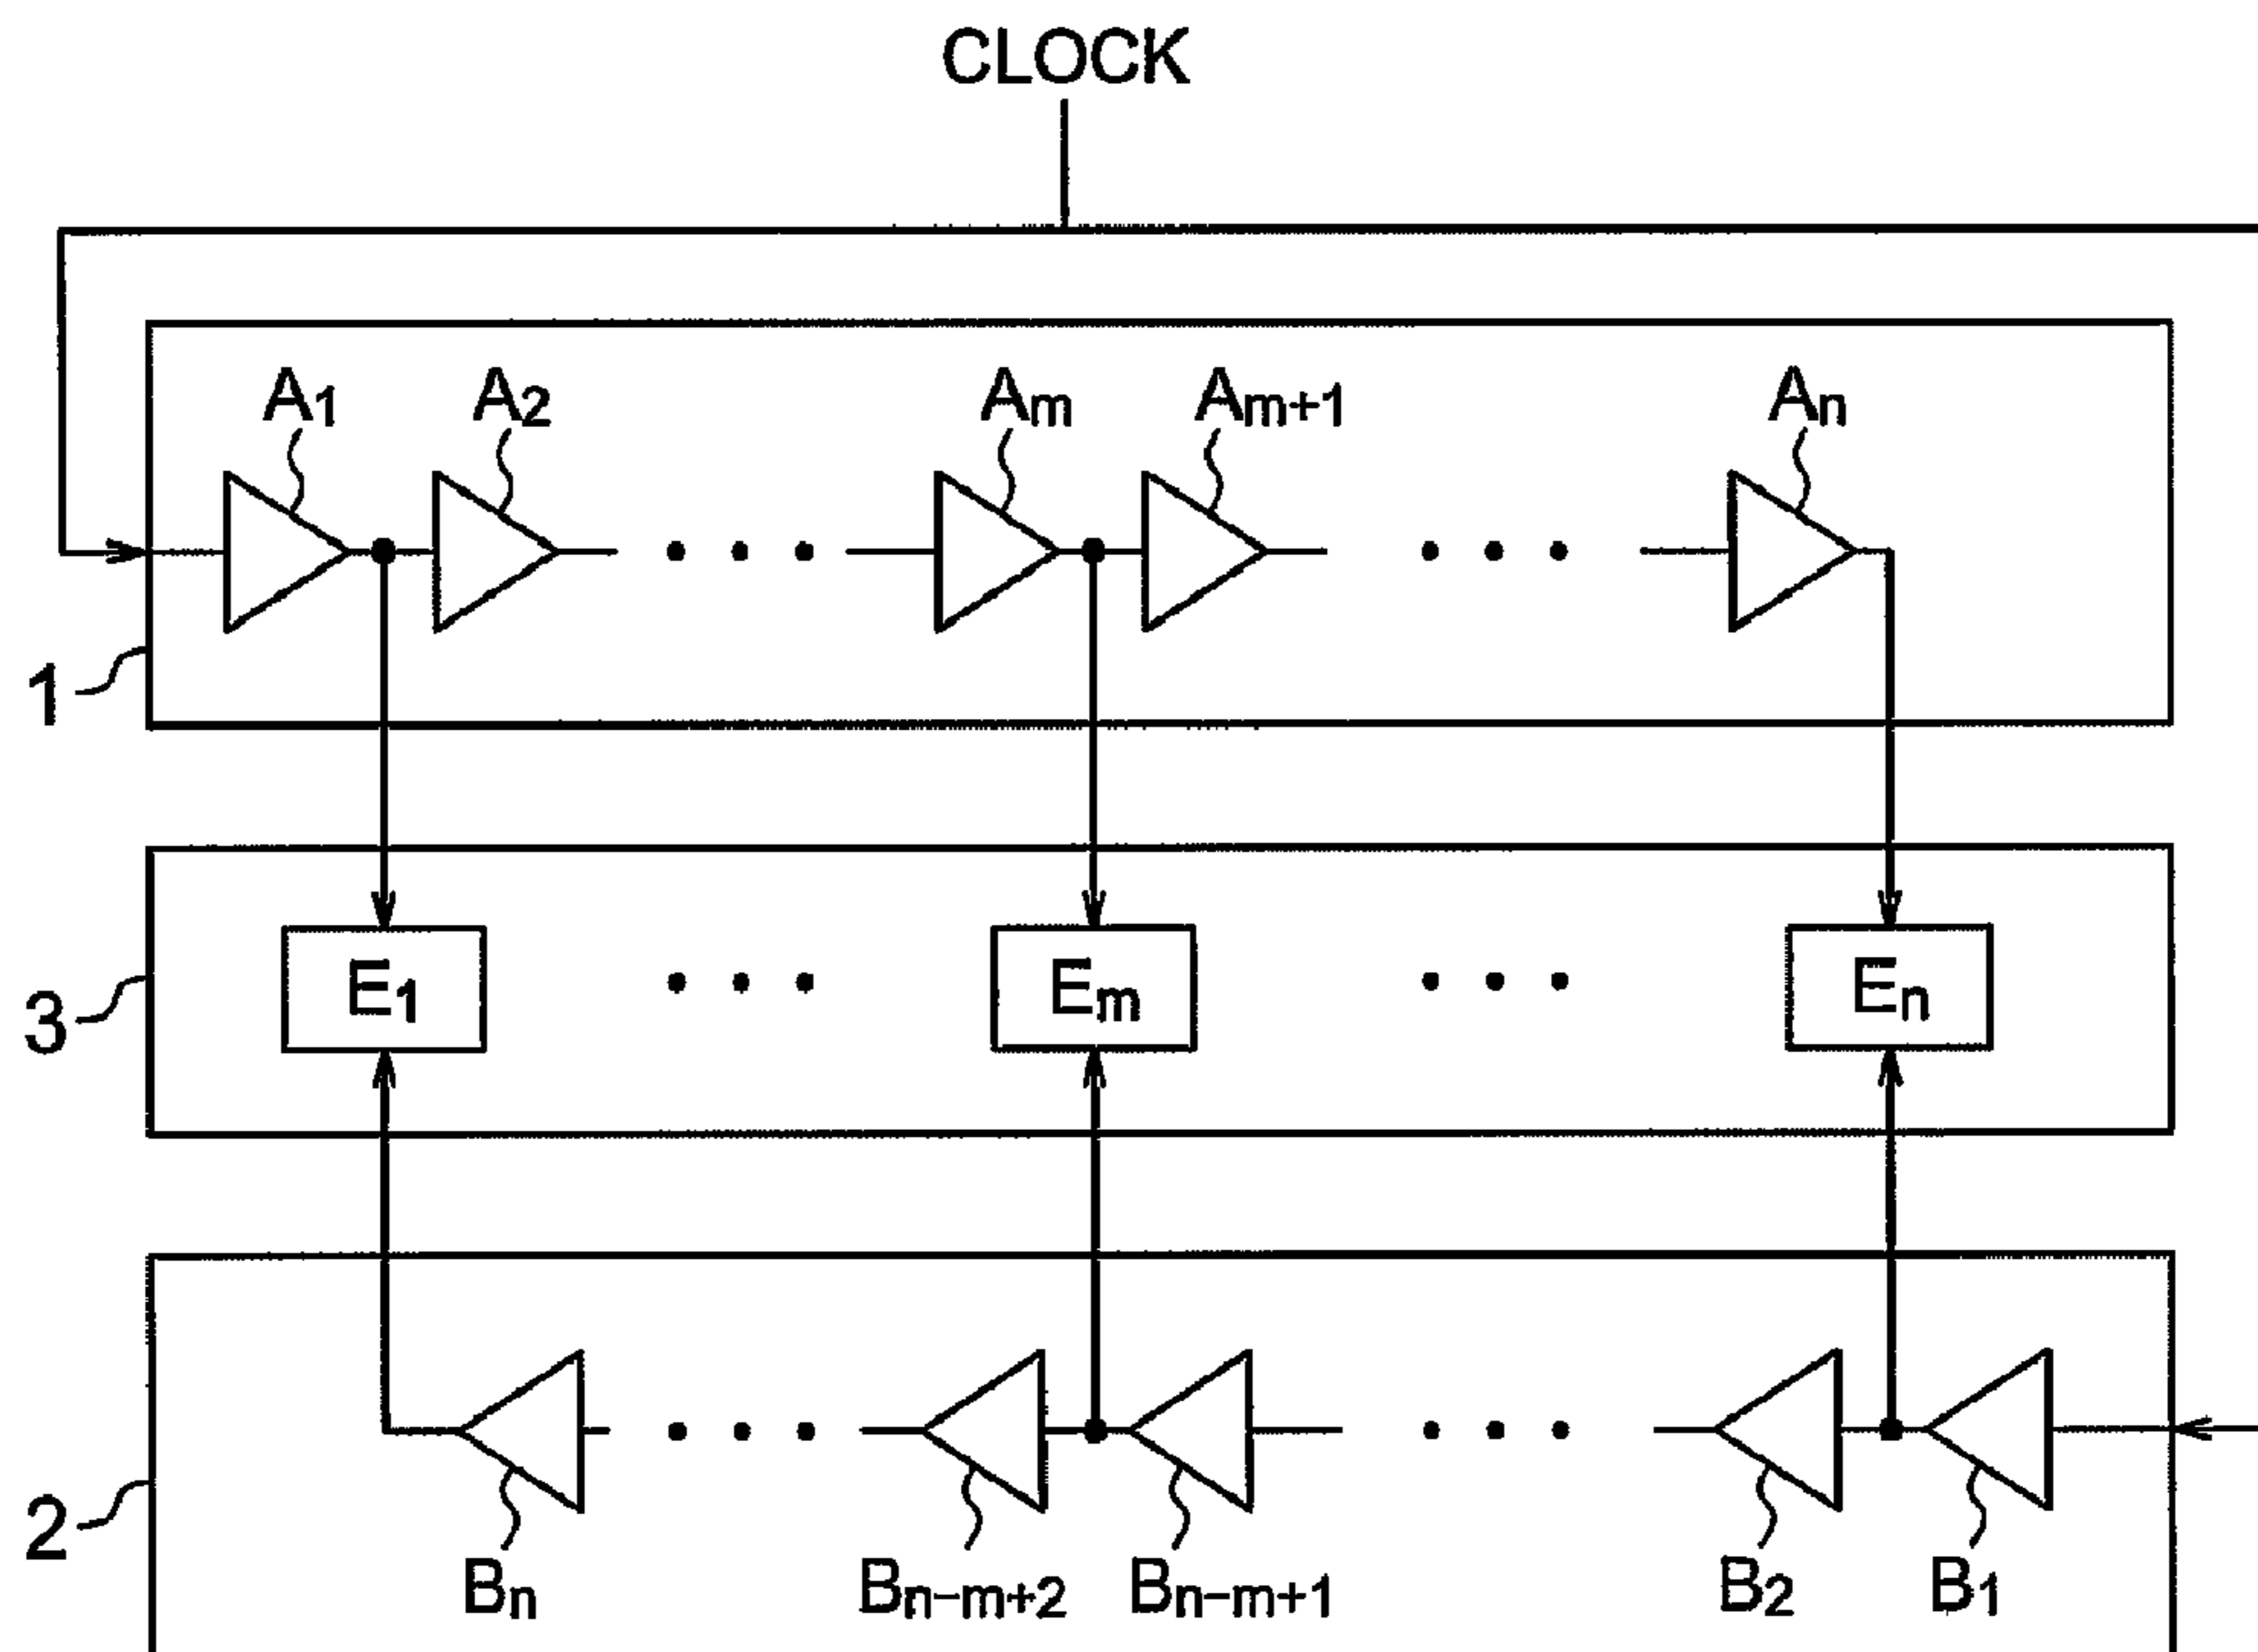 CLOCK
A1 A2 Am Am+1 An
1
E1 Em En
3
2
Bn Bn-m+2 Bn-m+1 B2 B1